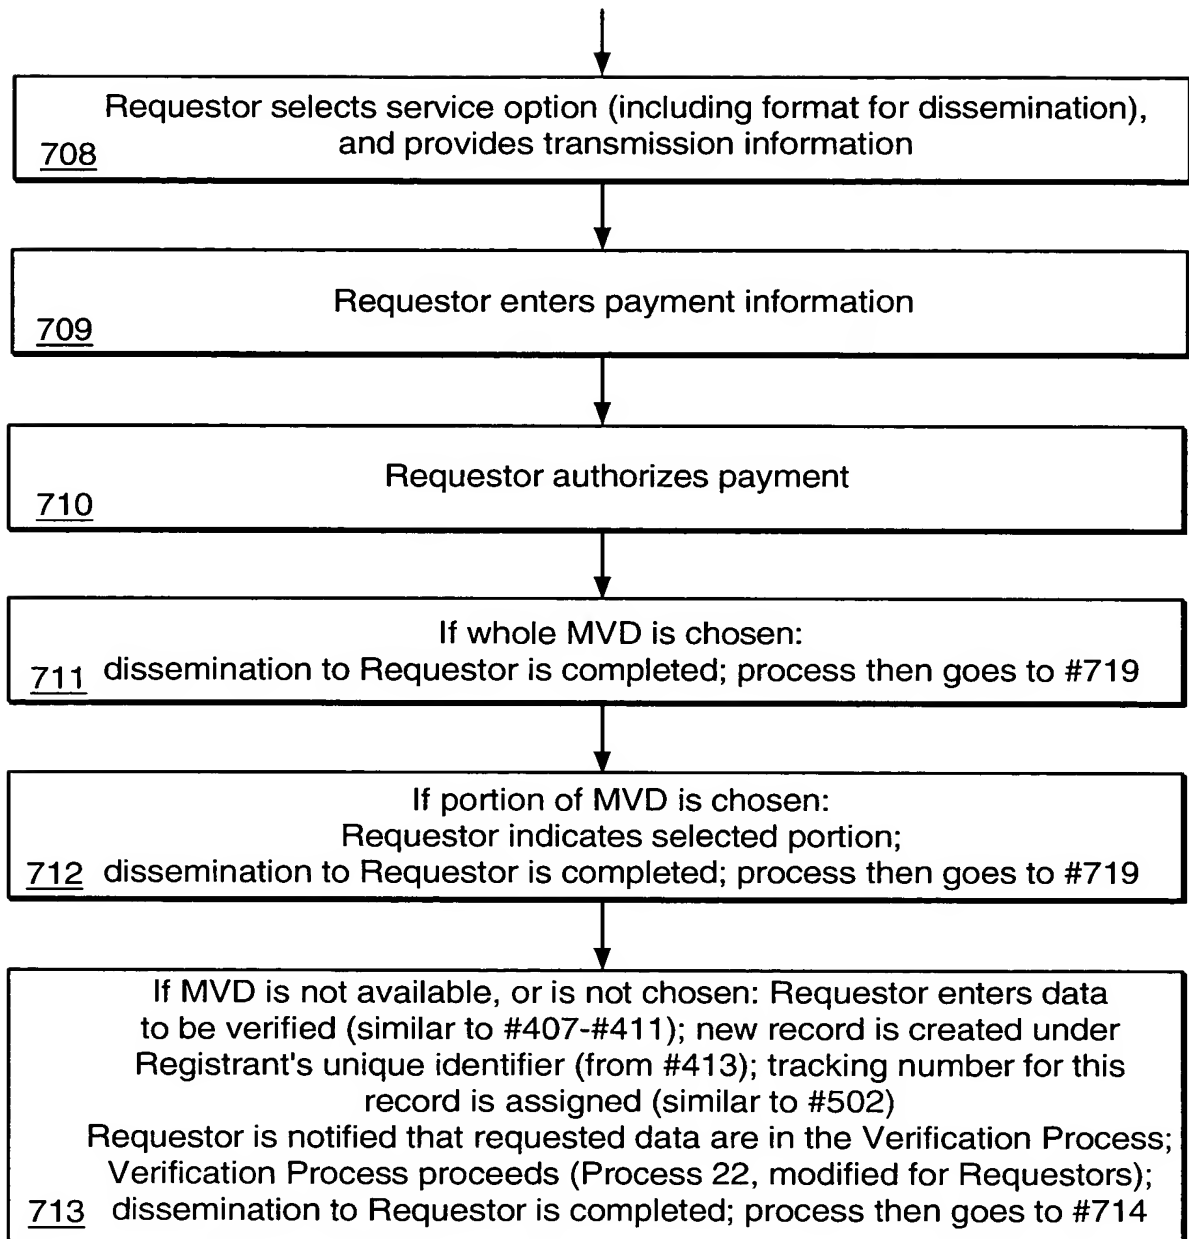 Requestor selects service option (including format for dissemination),
708 and provides transmission information
Requestor enters payment information
709
Requestor authorizes payment
710
If whole MVD is chosen:
711 dissemination to Requestor is completed; process then goes to #719
If portion of MVD is chosen:
Requestor indicates selected portion;
712 dissemination to Requestor is completed; process then goes to #719
If MVD is not available, or is not chosen: Requestor enters data
to be verified (similar to #407-#411); new record is created under
Registrant's unique identifier (from #413); tracking number for this
record is assigned (similar to #502)
Requestor is notified that requested data are in the Verification Process;
Verification Process proceeds (Process 22, modified for Requestors);
713 dissemination to Requestor is completed; process then goes to #714